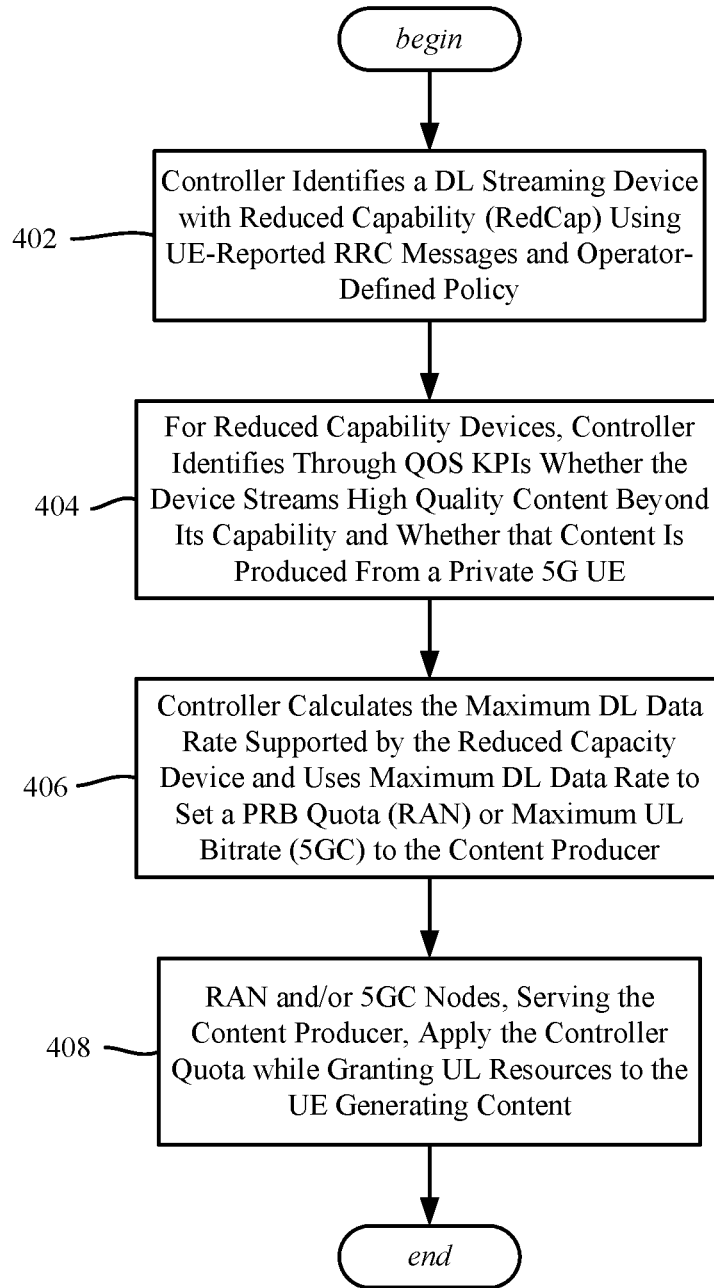 begin
402
Controller Identifies a DL Streaming Device
with Reduced Capability (RedCap) Using
UE-Reported RRC Messages and Operator-
Defined Policy
404
For Reduced Capability Devices, Controller
Identifies Through QOS KPIs Whether the
Device Streams High Quality Content Beyond
Its Capability and Whether that Content Is
Produced From a Private 5G UE
406
Controller Calculates the Maximum DL Data
Rate Supported by the Reduced Capacity
Device and Uses Maximum DL Data Rate to
Set a PRB Quota (RAN) or Maximum UL
Bitrate (5GC) to the Content Producer
408
RAN and/or 5GC Nodes, Serving the
Content Producer, Apply the Controller
Quota while Granting UL Resources to the
UE Generating Content
end